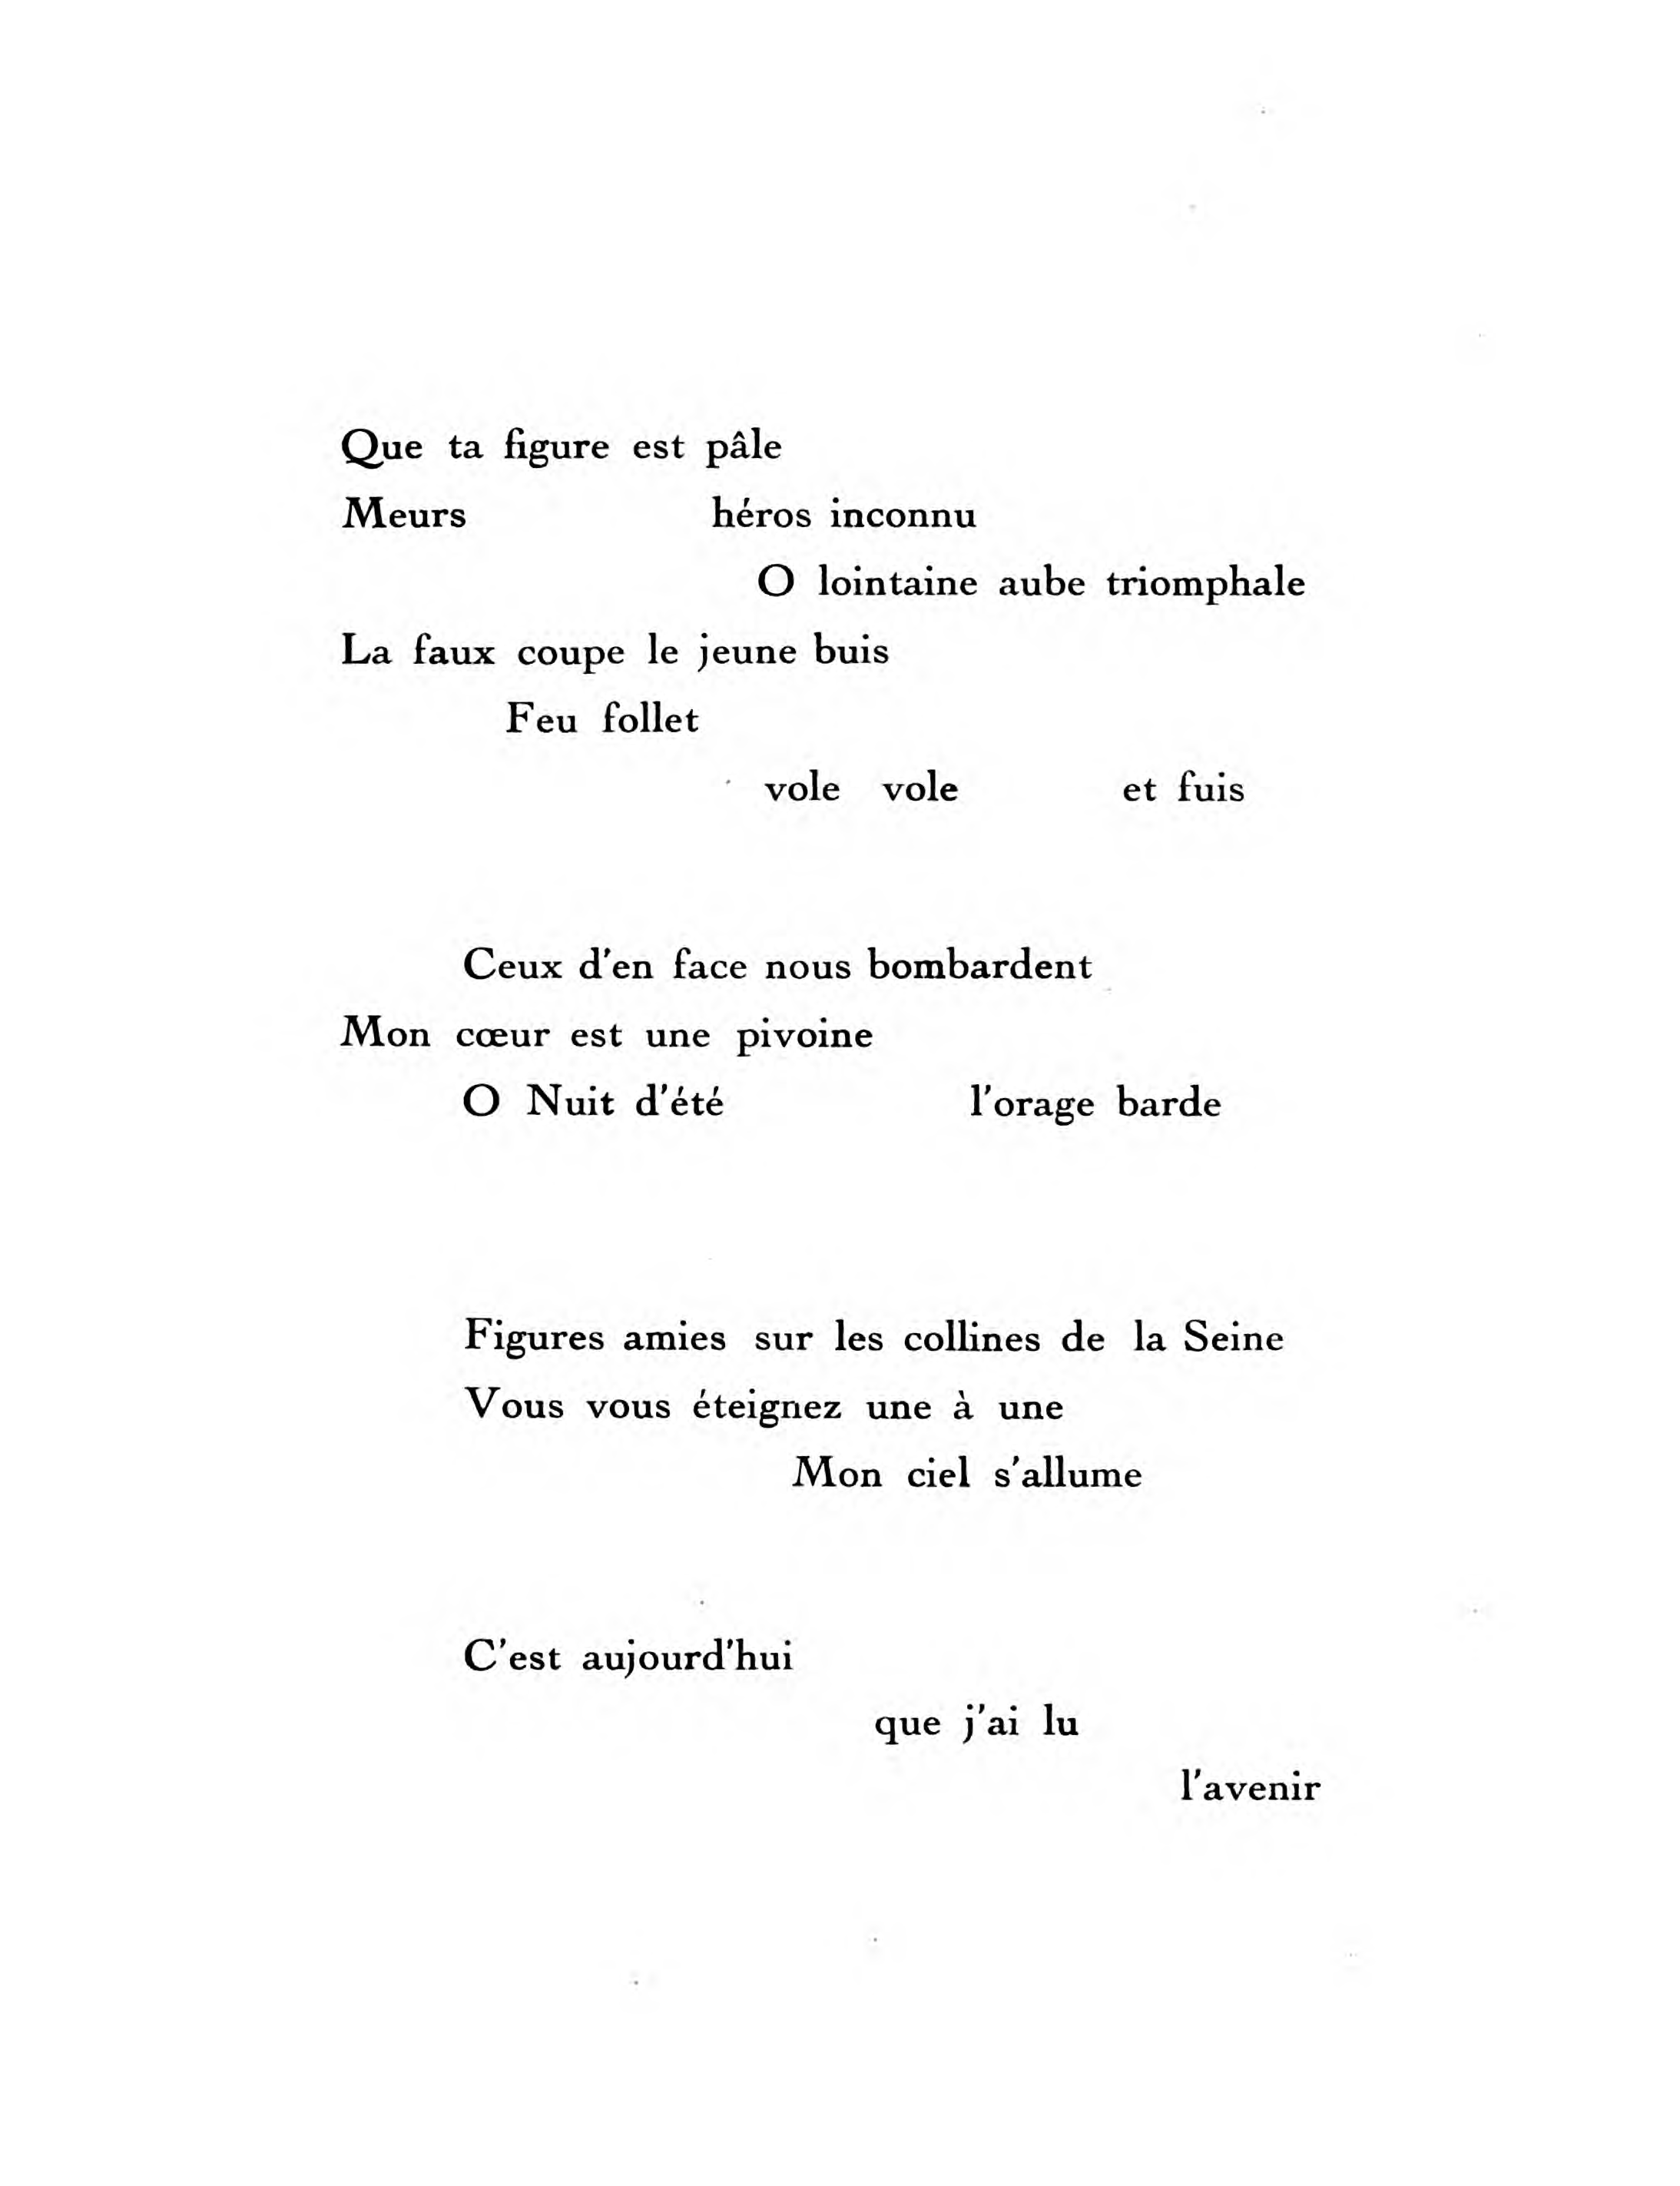 Que ta figure est pâle
Meurs héros inconnu
O lointaine aube triomphale
La faux coupe le jeune buis
Feu follet
vole vole et fuis
Ceux d'en face nous bombardent
Mon cœur est une pivoine
O Nuit d'été l'orage barde
Figures amies sur les collines de la Seine
Vous vous éteignez une à une
Mon ciel s'allume
C'est aujourd'hui
que j'ai lu
l'avenir